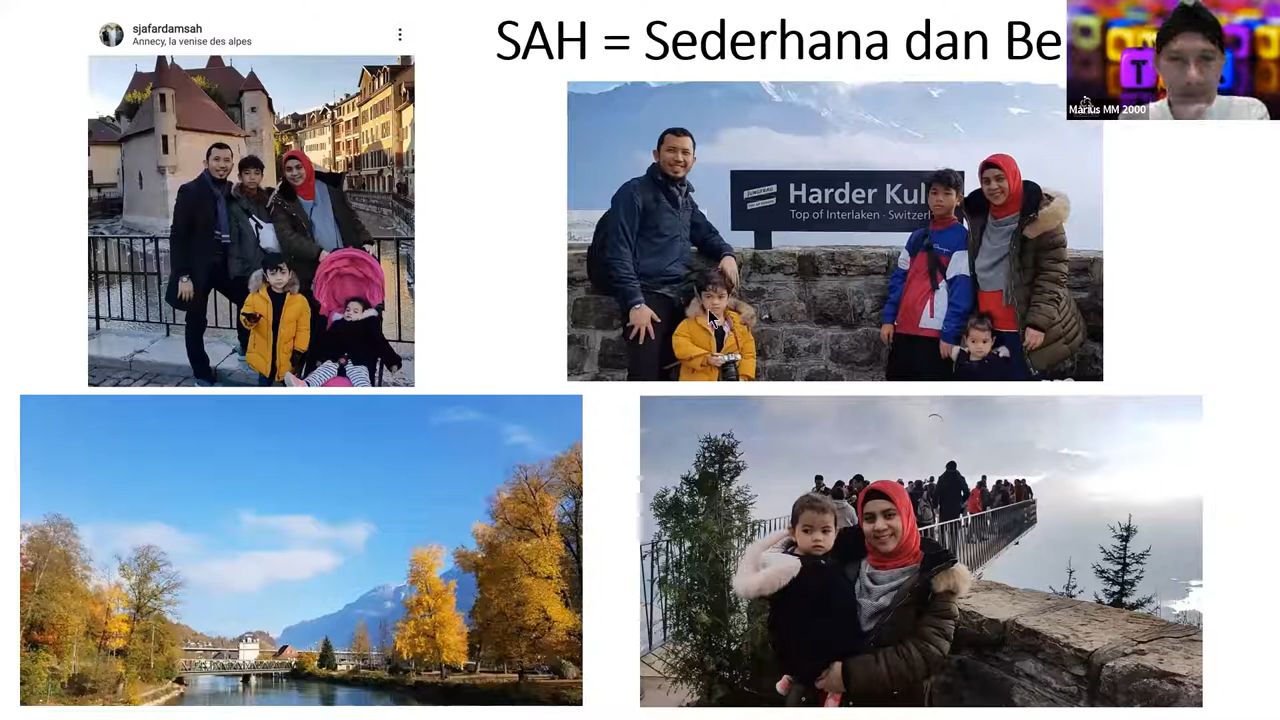 sjafardamsah
Annecy, la venise des alpes
SAH = Sederhana dan Be
T
Marius MM 2000
JUNGFRAU
Harder Kul
Top of Interlaken · Switzerl